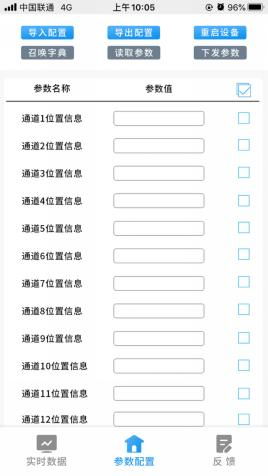 中国联通 4G 上午10:05 96%
导入配置 导出配置 重启设备
召唤字典 读取参数 下发参数
参数名称 参数值
通道1位置信息
通道2位置信息
通道3位置信息
通道4位置信息
通道5位置信息
通道6位置信息
通道7位置信息
通道8位置信息
通道9位置信息
通道10位置信息
通道11位置信息
通道12位置信息
实时数据 参数配置 反馈